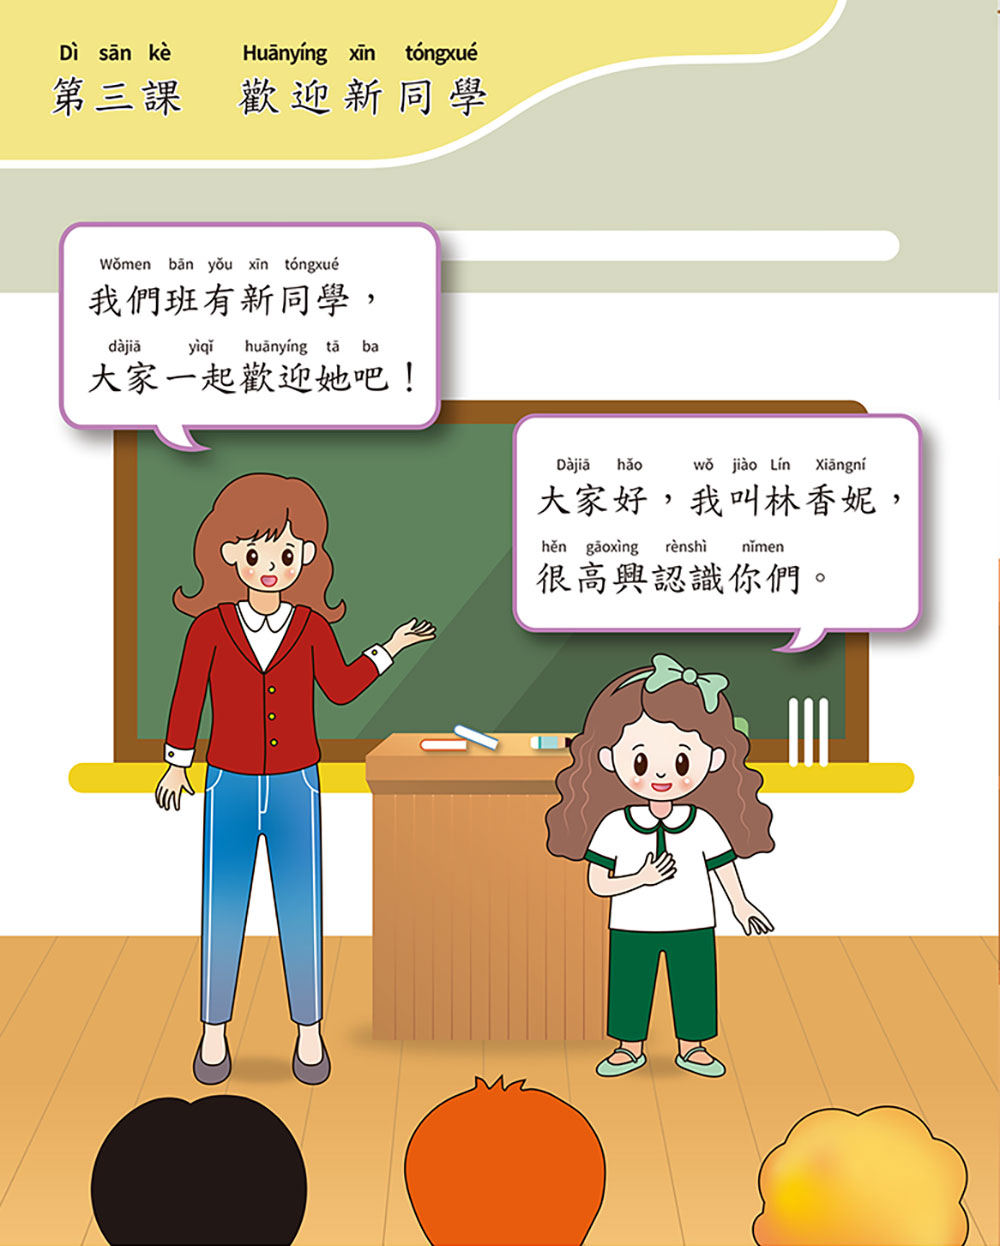 Dì sān kè Huānyíng xīn tóngxué
第三課 歡迎新同學
Wǒmen bān yǒu xīn tóngxué
我們班有新同學，
dàjiā yìqǐ huānyíng tā ba
大家一起歡迎她吧！
Dàjiā hǎo wǒ jiào Lín Xiāngní
大家好，我叫林香妮，
hěn gāoxìng rènshì nǐmen
很高興認識你們。